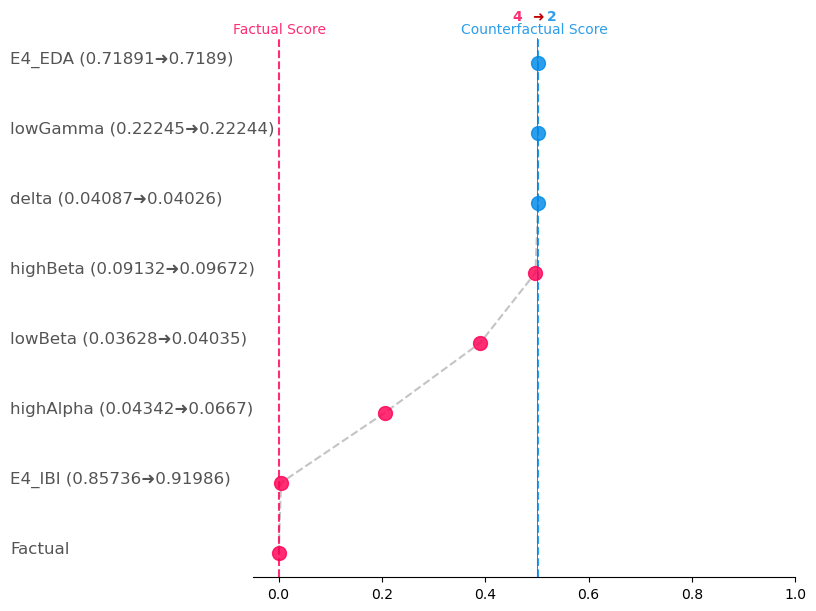 4 ➜ 2
Factual Score Counterfactual Score
E4_EDA (0.71891➜0.7189)
lowGamma (0.22245➜0.22244)
delta (0.04087➜0.04026)
highBeta (0.09132➜0.09672)
lowBeta (0.03628➜0.04035)
highAlpha (0.04342➜0.0667)
E4_IBI (0.85736➜0.91986)
Factual
0.0 0.2 0.4 0.6 0.8 1.0